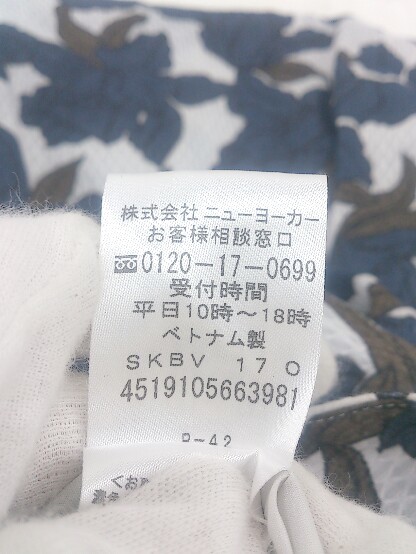 株式会社 ニューヨーカー
お客様相談窓口
0120-17-0699
受付時間
平日10時〜18時
ベトナム製
SKBV 17 0
4519105663981